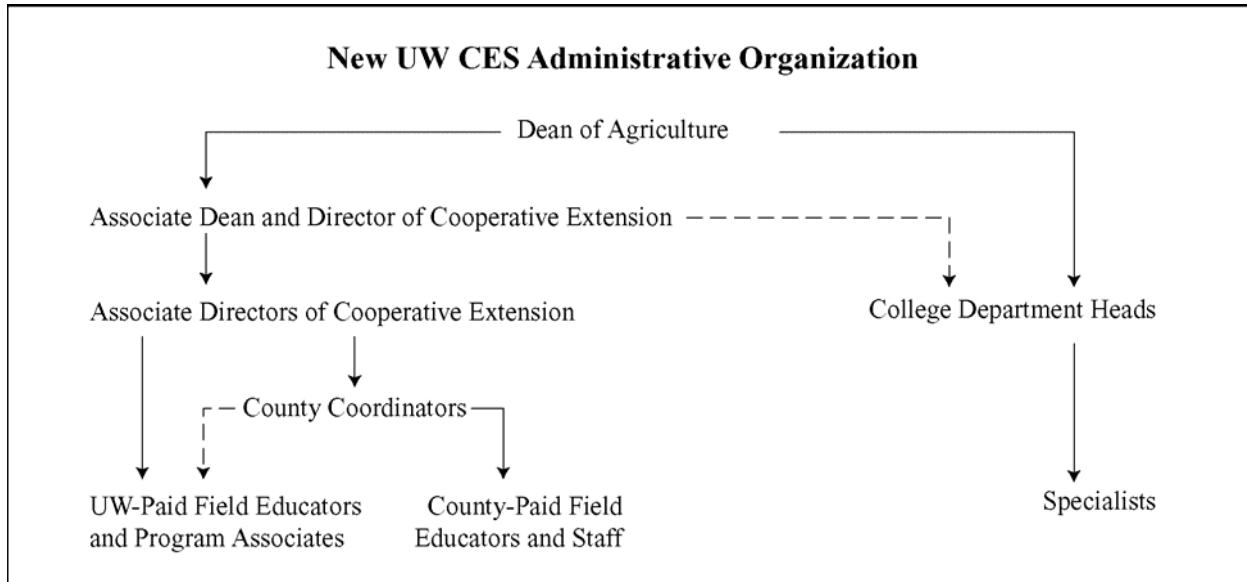 New UW CES Administrative Organization
Dean of Agriculture
Associate Dean and Director of Cooperative Extension
Associate Directors of Cooperative Extension
College Department Heads
County Coordinators
UW-Paid Field Educators
and Program Associates
County-Paid Field
Educators and Staff
Specialists